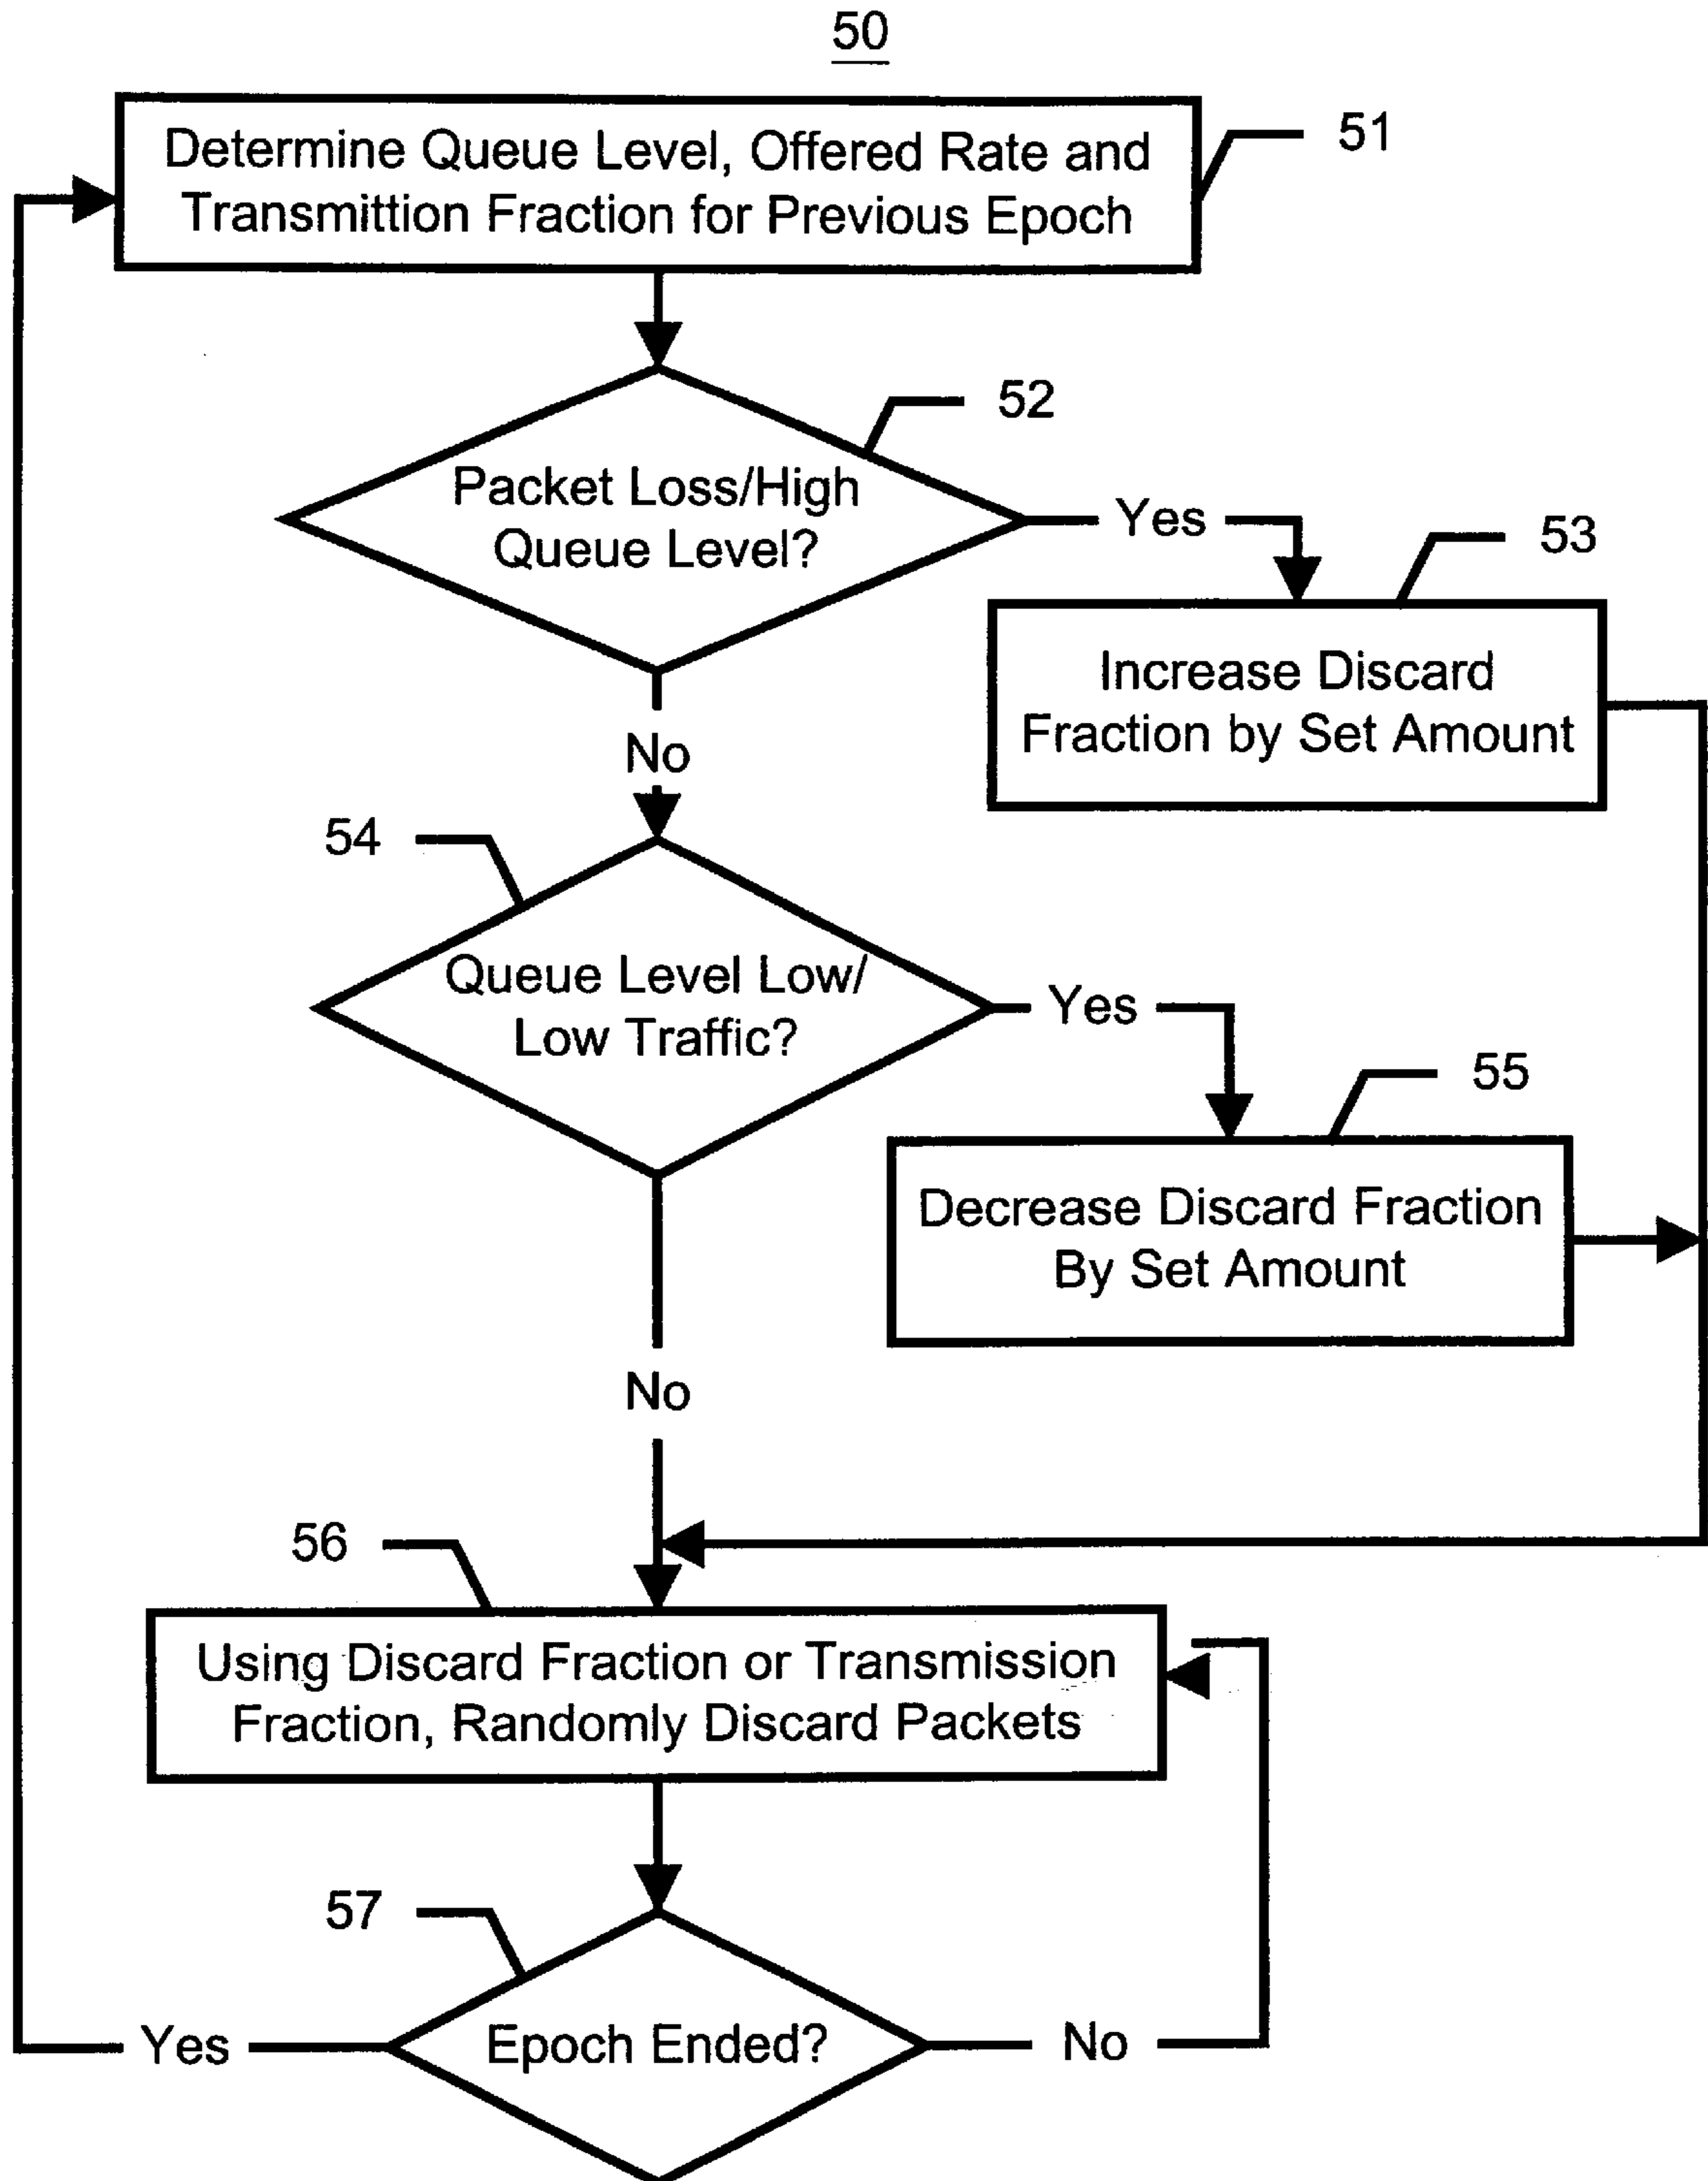 50
Determine Queue Level, Offered Rate and
Transmittion Fraction for Previous Epoch
51
52
Packet Loss/High
Queue Level?
Yes
53
Increase Discard
Fraction by Set Amount
No
54
Queue Level Low/
Low Traffic?
Yes
55
Decrease Discard Fraction
By Set Amount
No
56
Using Discard Fraction or Transmission
Fraction, Randomly Discard Packets
57
Yes
Epoch Ended?
No